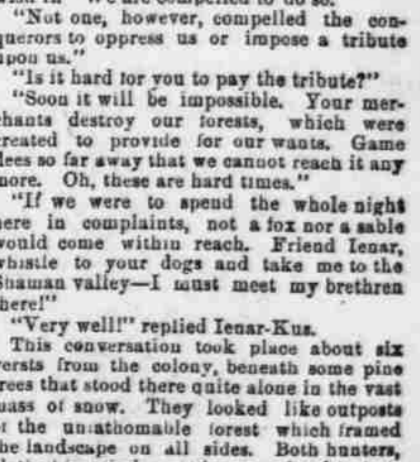 "Not one, however, compelled the con-
querors to oppress us or impose a tribute
upon us."
"Is it hard for you to pay the tribute?"
"Soon it will be impossible. Your mer-
chants destroy our forests, which were
created to provide for our wants. Game
flees so far away that we cannot reach it any
more. Oh, these are hard times."
"If we were to spend the whole night
here in complaints, not a fox nor a sable
would come within reach. Friend Ienar,
whistle to your dogs and take me to the
Shaman valley—I must meet my brethren
there!"
"Very well!" replied Ienar-Kus.
This conversation took place about six
versts from the colony, beneath some pine
trees that stood there quite alone in the vast
mass of snow. They looked like outposts
of the unfathomable forest which framed
the landscape on all sides. Both hunters,